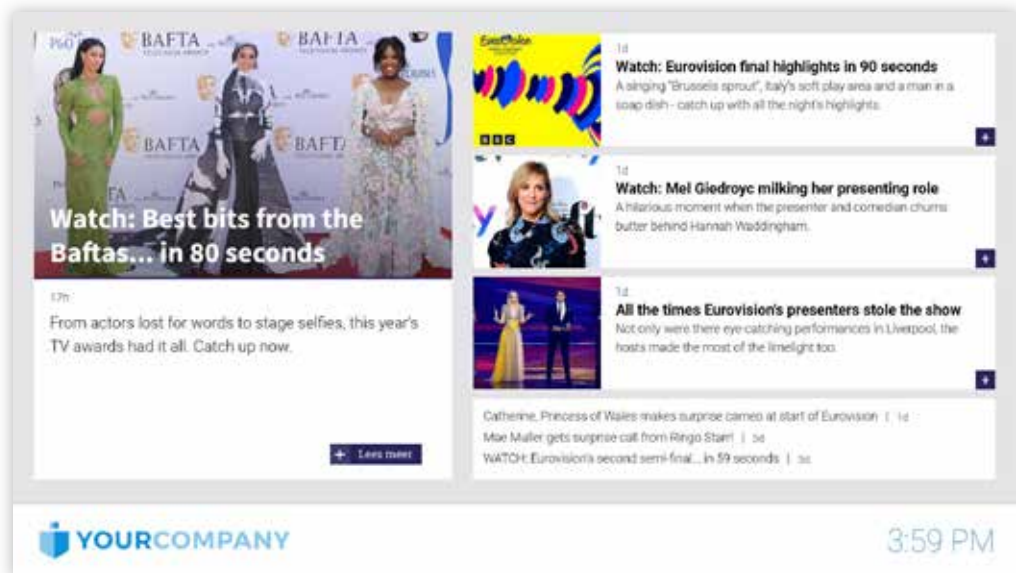 P&O
BAFTA
TELEVISION AWARDS
BAFTA
BAFTA
BAFTA
Watch: Best bits from the
Baftas... in 80 seconds
17h
From actors lost for words to stage selfies, this year's
TV awards had it all. Catch up now.
+ Lees meer
Eurovision
BBC
1d
Watch: Eurovision final highlights in 90 seconds
A singing "Brussels sprout", Italy's soft play area and a man in a
soap dish - catch up with all the night's highlights.
+
1d
Watch: Mel Giedroyc milking her presenting role
A hilarious moment when the presenter and comedian churns
butter behind Hannah Waddingham.
+
1d
All the times Eurovision's presenters stole the show
Not only were there eye-catching performances in Liverpool, the
hosts made the most of the limelight too.
+
Catherine, Princess of Wales makes surprise cameo at start of Eurovision | 1d
Mae Muller gets surprise call from Ringo Starr! | 3d
WATCH: Eurovision's second semi-final... in 59 seconds | 3d
YOURCOMPANY
3:59 PM